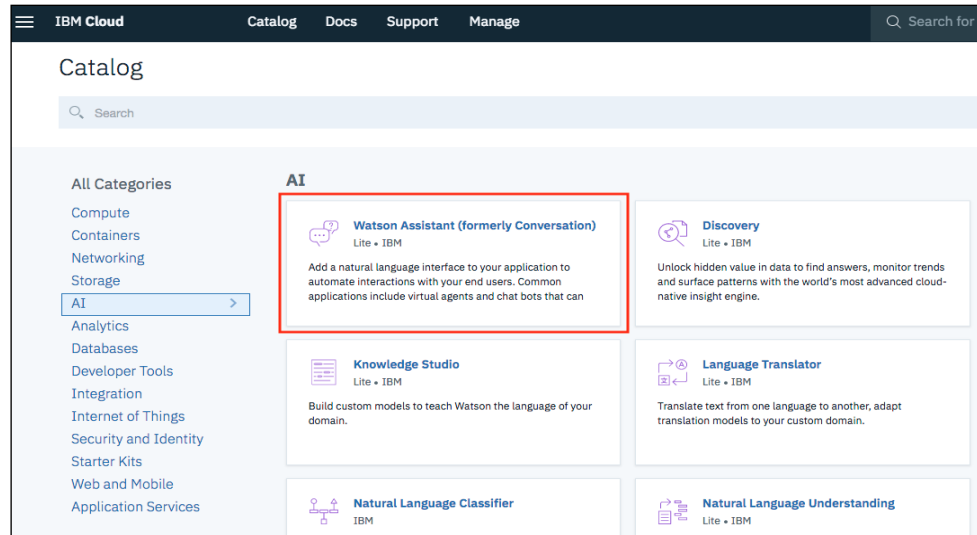 IBM Cloud Catalog Docs Support Manage Search for
Catalog
Search
All Categories
Compute
Containers
Networking
Storage
AI
Analytics
Databases
Developer Tools
Integration
Internet of Things
Security and Identity
Starter Kits
Web and Mobile
Application Services
AI
Watson Assistant (formerly Conversation)
Lite • IBM
Add a natural language interface to your application to
automate interactions with your end users. Common
applications include virtual agents and chat bots that can
Discovery
Lite • IBM
Unlock hidden value in data to find answers, monitor trends
and surface patterns with the world's most advanced cloud-
native insight engine.
Knowledge Studio
Lite • IBM
Build custom models to teach Watson the language of your
domain.
Language Translator
Lite • IBM
Translate text from one language to another, adapt
translation models to your custom domain.
Natural Language Classifier
IBM
Natural Language Understanding
Lite • IBM